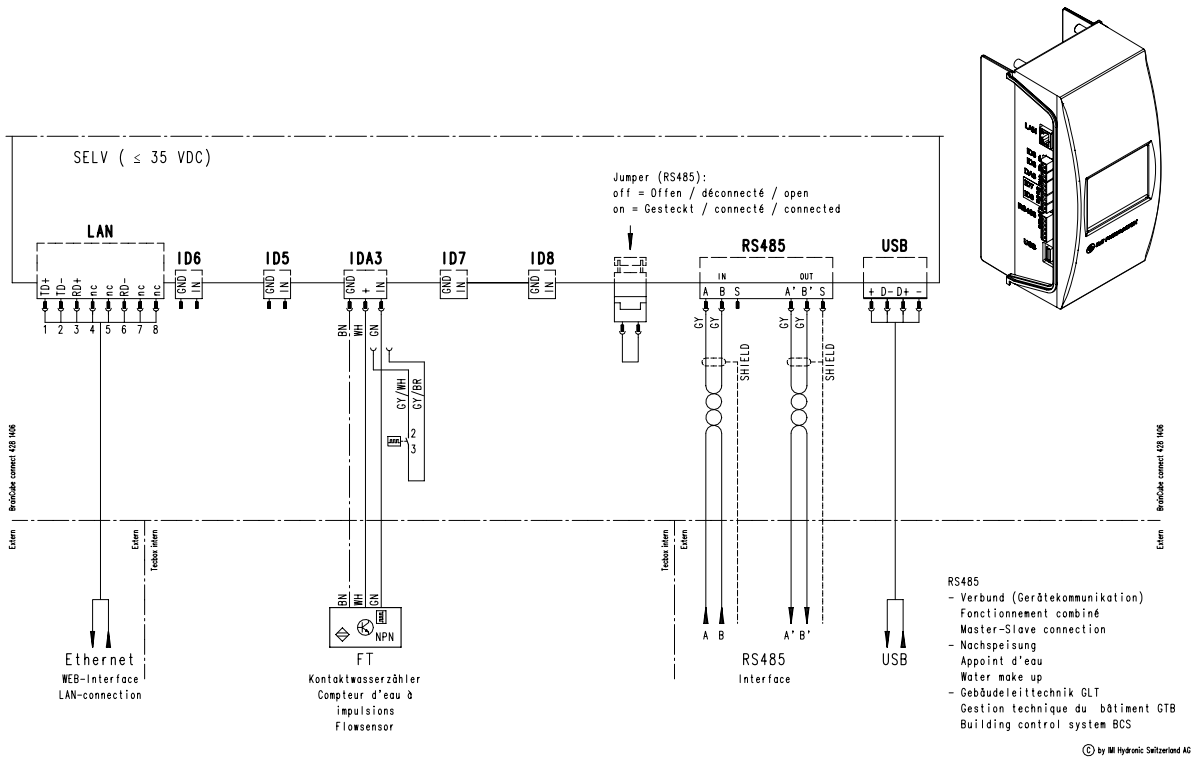 SELV ( ≤ 35 VDC)
Jumper (RS485):
off = Offen / déconnecté / open
on = Gesteckt / connecté / connected
LAN
ID6
ID5
IDA3
ID7
ID8
RS485
USB
TD+ TD- RD+ nc nc RD- nc nc
GND IN
GND IN
GND + IN
GND IN
GND IN
IN OUT
A B S A' B' S
+ D- D+ -
1 2 3 4 5 6 7 8
BN WH GN
GY/WH
GY/BR
2
3
GY GY
SHIELD
GY GY
SHIELD
BrainCube connect 428 1406
Extern
Extern
Tecbox intern
Tecbox intern
Extern
BrainCube connect 428 1406
Extern
BN WH GN
NPN
A B
A' B'
Ethernet
WEB-Interface
LAN-connection
FT
Kontaktwasserzähler
Compteur d'eau à
impulsions
Flowsensor
RS485
Interface
USB
RS485
- Verbund (Gerätekommunikation)
Fonctionnement combiné
Master-Slave connection
- Nachspeisung
Appoint d'eau
Water make up
- Gebäudeleittechnik GLT
Gestion technique du bâtiment GTB
Building control system BCS
© by IMI Hydronic Switzerland AG
LAN
RS485
USB